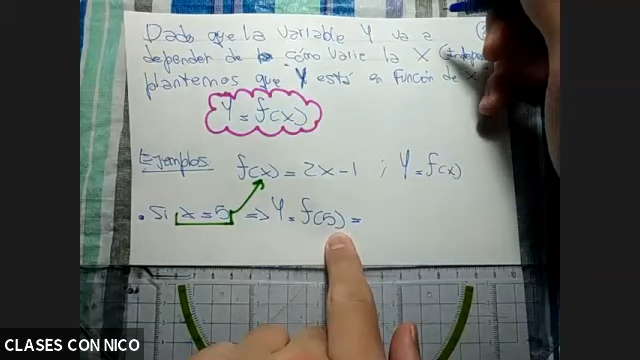 Dado que la variable Y va a
depender de cómo varíe la X
planteamos que Y está en función de x
Y = f(x)
Ejemplos f(x) = 2x - 1 ; Y = f(x)
• Si x = 5 => Y = f(5) =
CLASES CON NICO